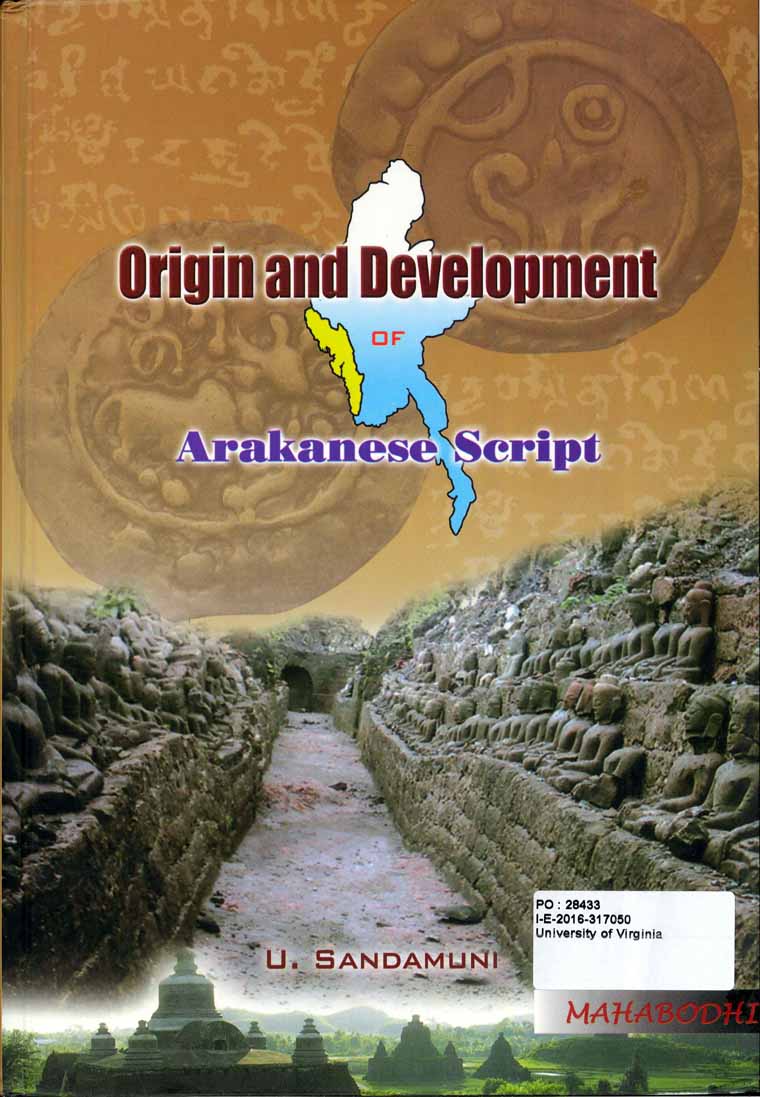 Origin and Development
OF
Arakanese Script
U. SANDAMUNI
PO : 28433
I-E-2016-317050
University of Virginia
MAHABODHI